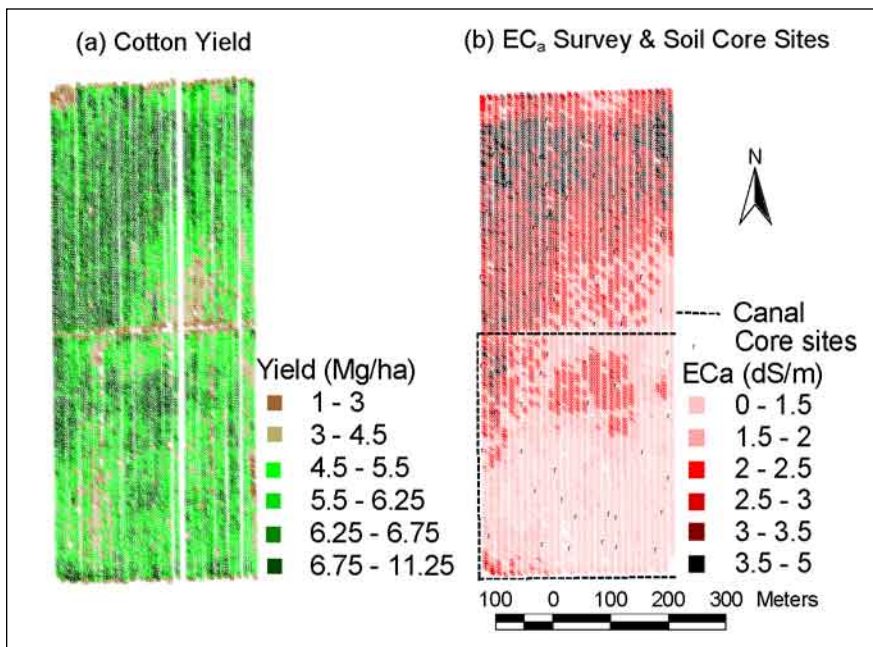 (a) Cotton Yield
(b) ECa Survey & Soil Core Sites
N
Canal
Core sites
Yield (Mg/ha)
1 - 3
3 - 4.5
4.5 - 5.5
5.5 - 6.25
6.25 - 6.75
6.75 - 11.25
ECa (dS/m)
0 - 1.5
1.5 - 2
2 - 2.5
2.5 - 3
3 - 3.5
3.5 - 5
100 0 100 200 300 Meters